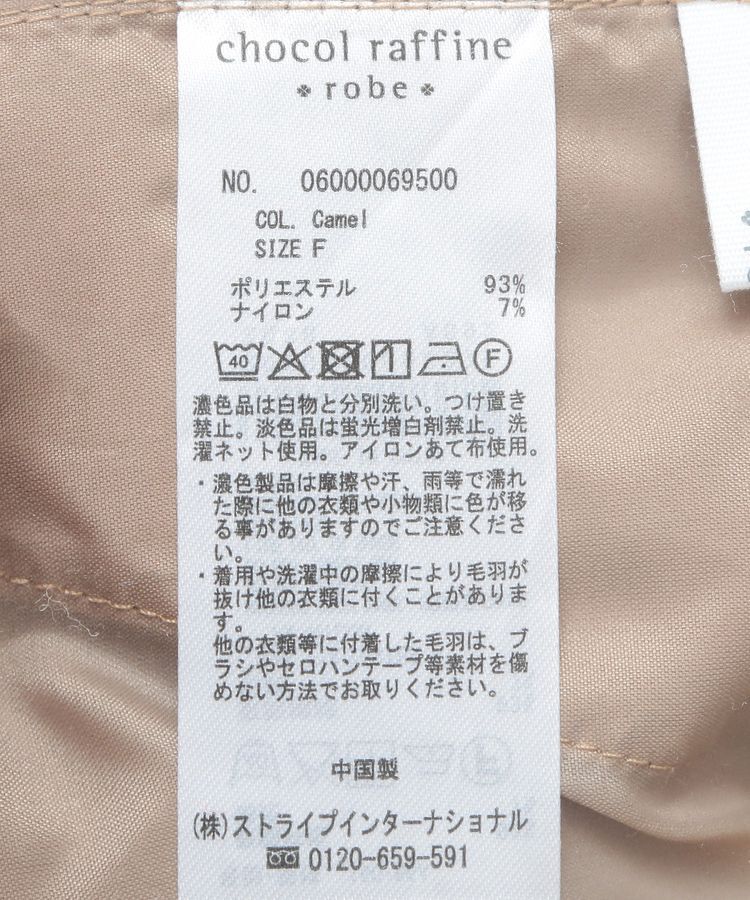 chocol raffine
robe
NO. 06000069500
COL. Camel
SIZE F
ポリエステル 93%
ナイロン 7%
40 F
濃色品は白物と分別洗い。つけ置き
禁止。淡色品は蛍光増白剤禁止。洗
濯ネット使用。アイロンあて布使用。
・濃色製品は摩擦や汗、雨等で濡れ
た際に他の衣類や小物類に色が移
る事がありますのでご注意くださ
い。
・着用や洗濯中の摩擦により毛羽が
抜け他の衣類に付くことがありま
す。
他の衣類等に付着した毛羽は、ブ
ラシやセロハンテープ等素材を傷
めない方法でお取りください。
中国製
(株)ストライプインターナショナル
0120-659-591